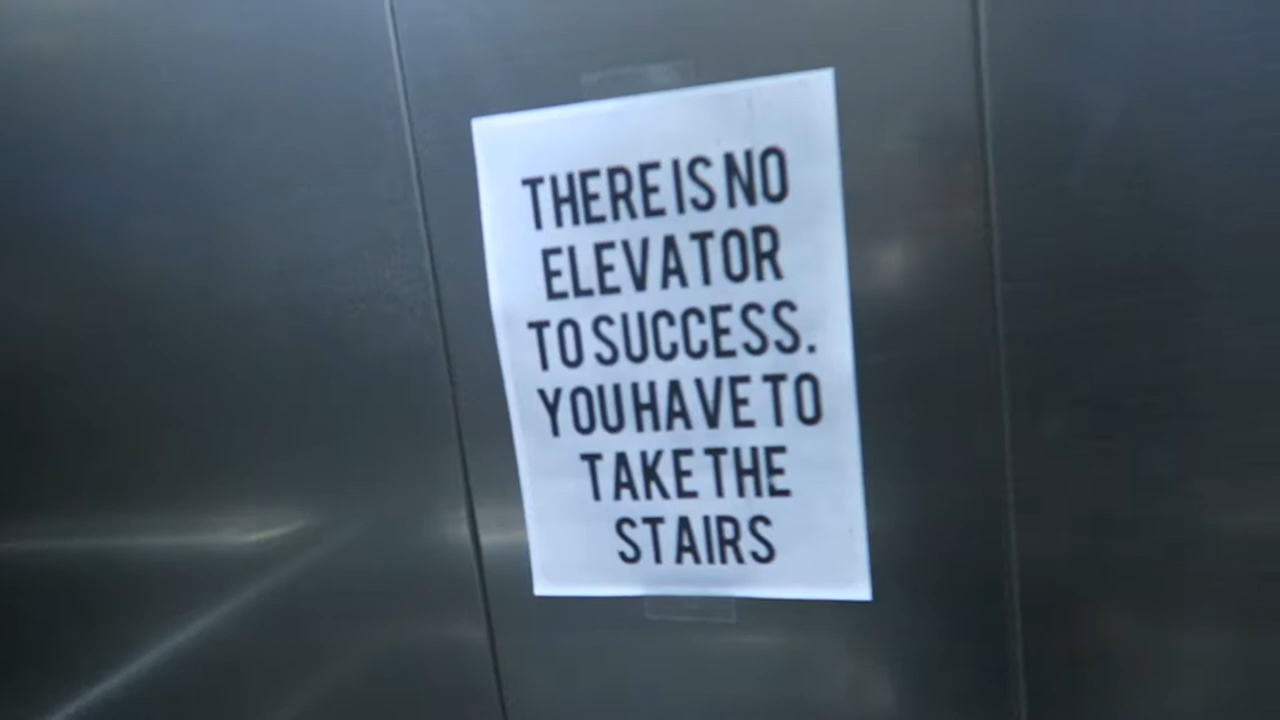 THERE IS NO
ELEVATOR
TO SUCCESS.
YOU HAVE TO
TAKE THE
STAIRS